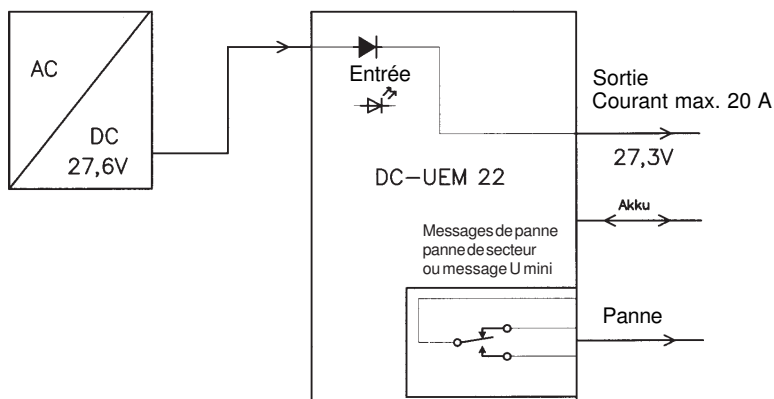 AC
DC
27,6V
Entrée
Sortie
Courant max. 20 A
27,3V
DC-UEM 22
Akku
Messages de panne
panne de secteur
ou message U mini
Panne